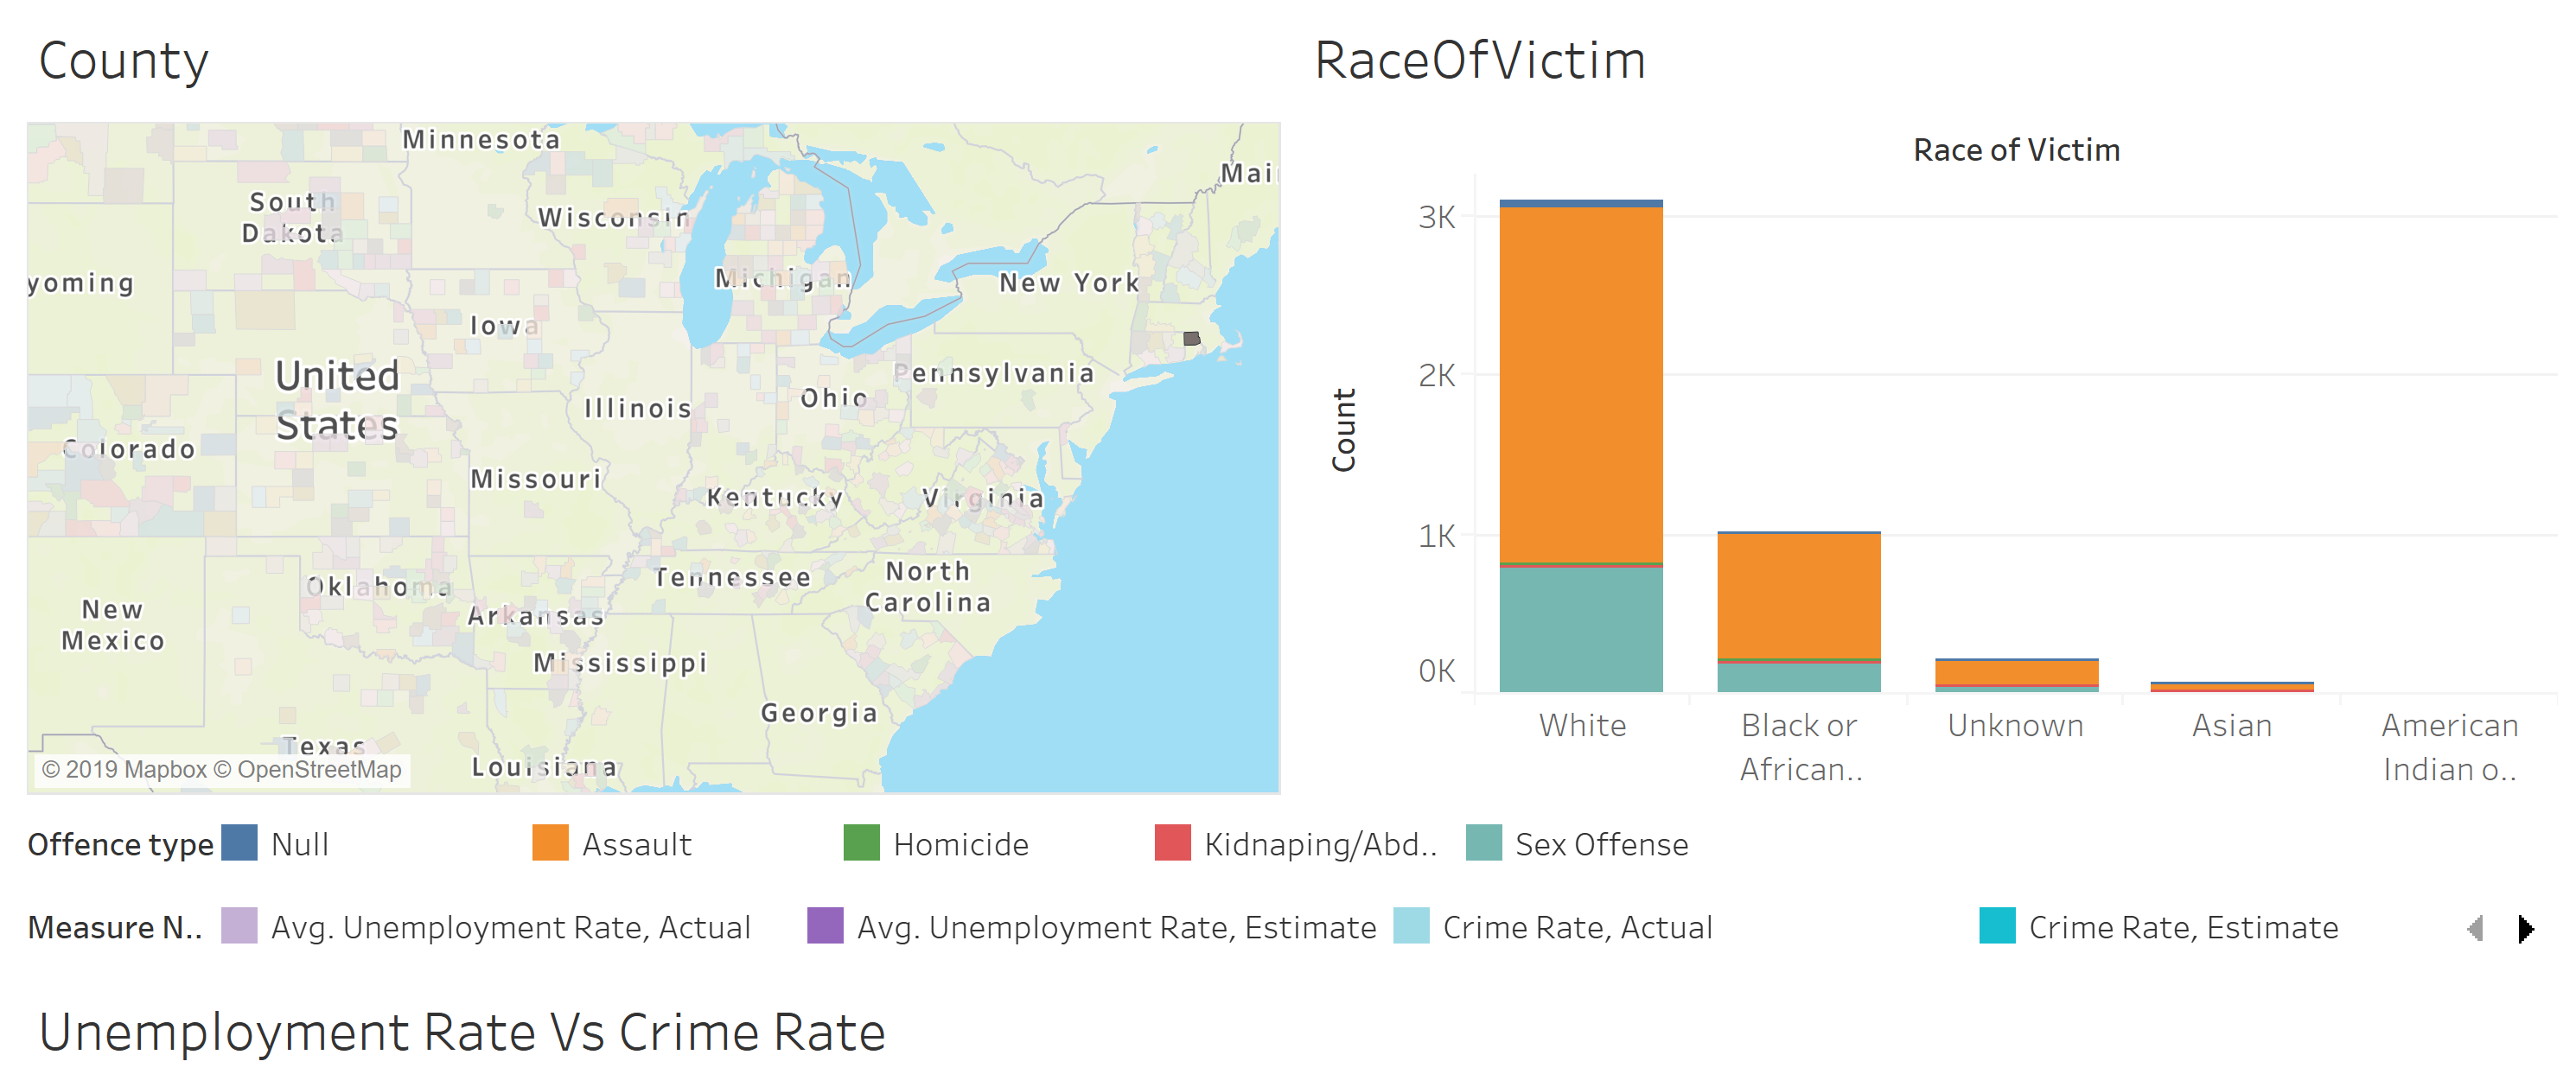 County
RaceOfVictim
Minnesota
Mai
South
Dakota
Wisconsin
yoming
Michigan
New York
Iowa
United
States
Pennsylvania
Illinois
Ohio
Colorado
Missouri
Kentucky
Virginia
Oklahoma
Tennessee
North
Carolina
New
Mexico
Arkansas
Mississippi
Georgia
Texas
Louisiana
© 2019 Mapbox © OpenStreetMap
Race of Victim
3K
2K
1K
0K
Count
White
Black or
African..
Unknown
Asian
American
Indian o..
Offence type Null Assault Homicide Kidnaping/Abd.. Sex Offense
Measure N.. Avg. Unemployment Rate, Actual Avg. Unemployment Rate, Estimate Crime Rate, Actual Crime Rate, Estimate
Unemployment Rate Vs Crime Rate